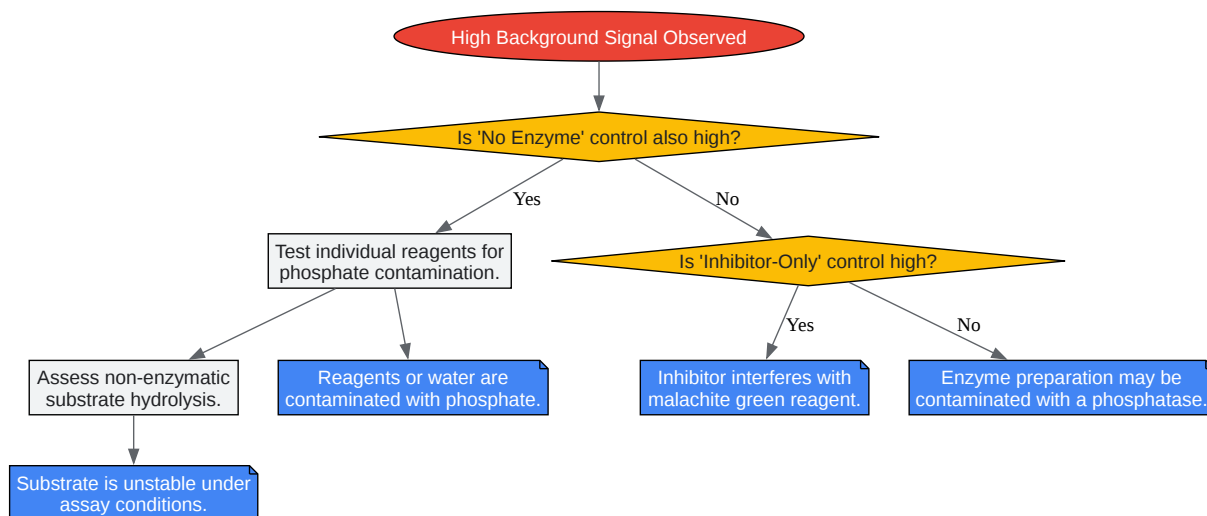 High Background Signal Observed
Is 'No Enzyme' control also high?
Yes
No
Test individual reagents for
phosphate contamination.
Is 'Inhibitor-Only' control high?
Yes
No
Assess non-enzymatic
substrate hydrolysis.
Reagents or water are
contaminated with phosphate.
Inhibitor interferes with
malachite green reagent.
Enzyme preparation may be
contaminated with a phosphatase.
Substrate is unstable under
assay conditions.